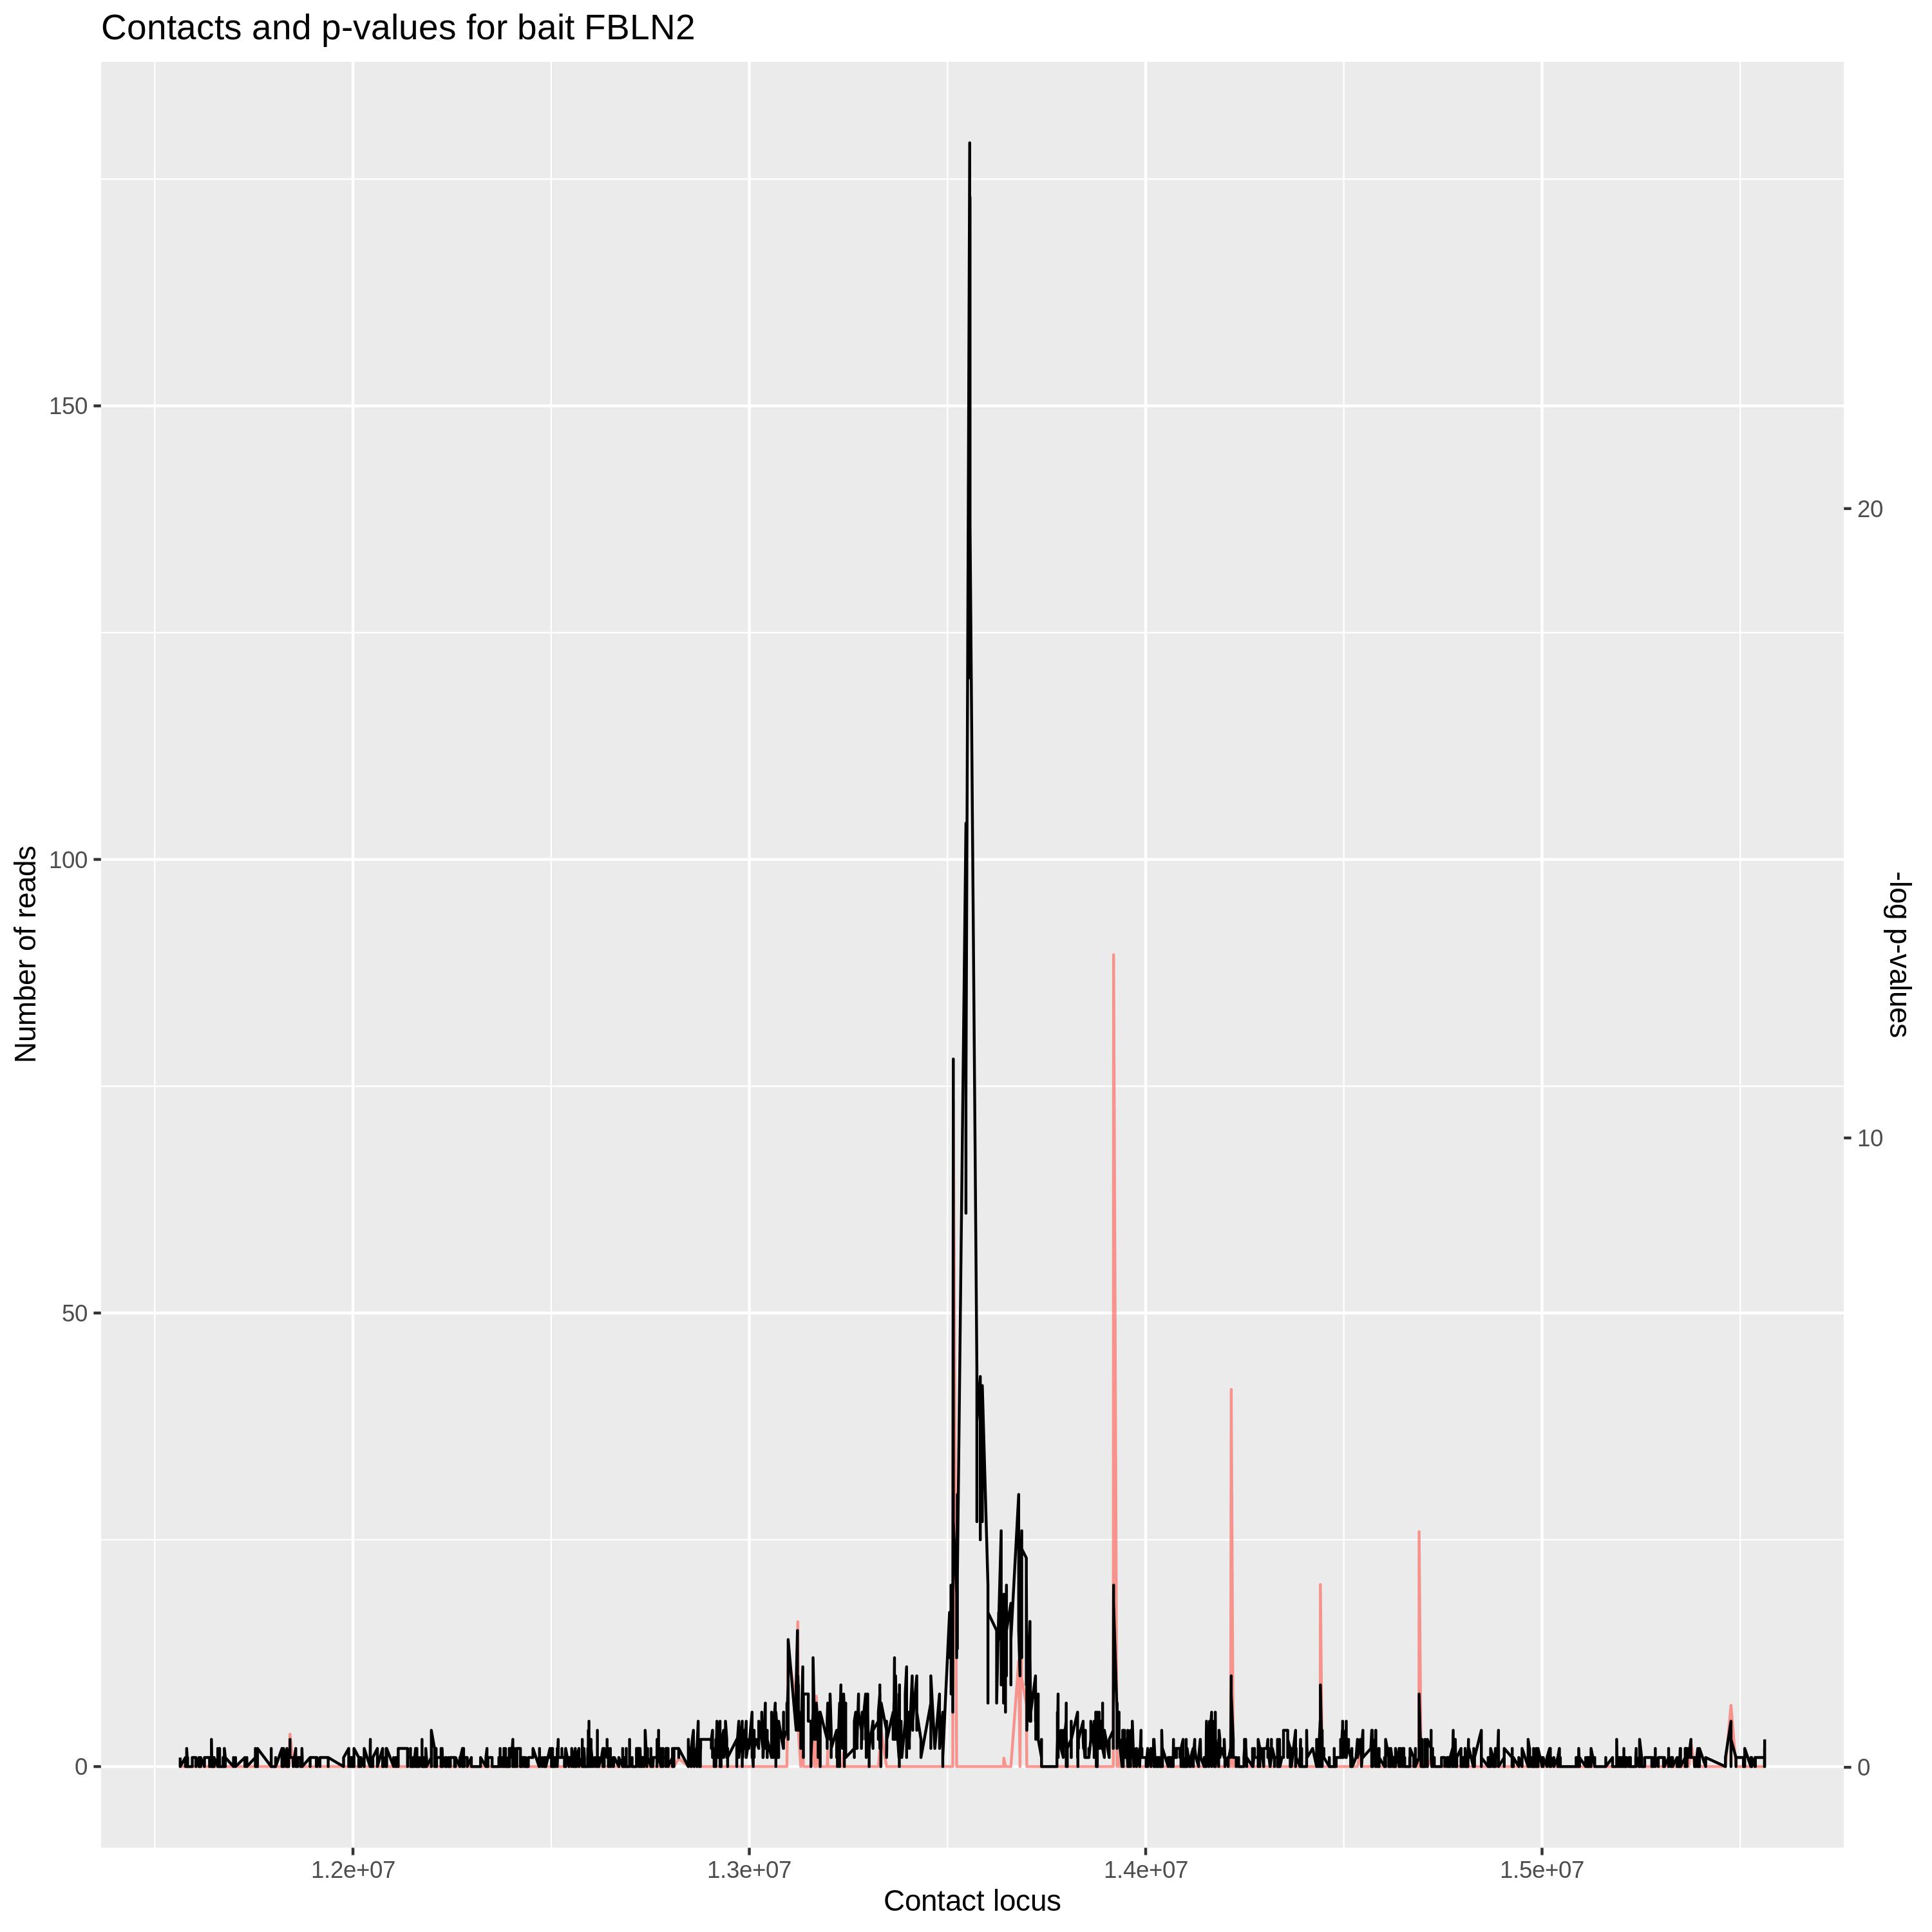 Contacts and p-values for bait FBLN2
150
100
50
0
20
10
0
Number of reads
-log p-values
1.2e+07
1.3e+07
1.4e+07
1.5e+07
Contact locus